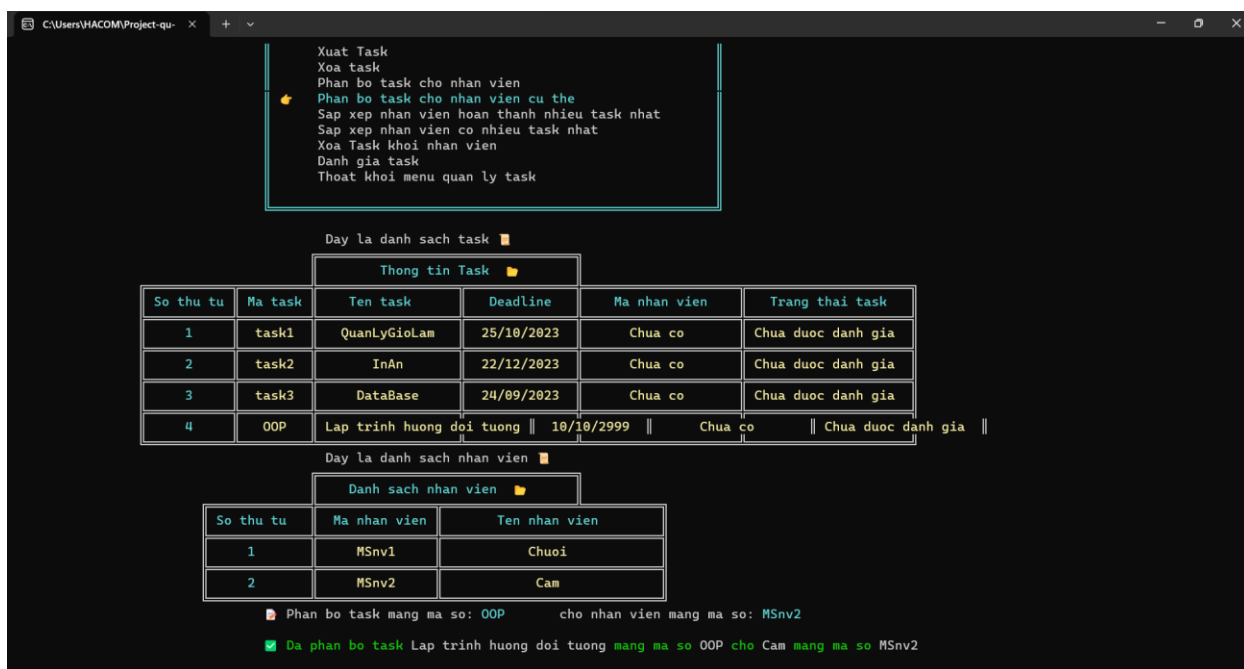 C:\Users\HACOM\Project-qu-
Xuat Task
Xoa task
Phan bo task cho nhan vien
Phan bo task cho nhan vien cu the
Sap xep nhan vien hoan thanh nhieu task nhat
Sap xep nhan vien co nhieu task nhat
Xoa Task khoi nhan vien
Danh gia task
Thoat khoi menu quan ly task
Day la danh sach task
Thong tin Task
So thu tu Ma task Ten task Deadline Ma nhan vien Trang thai task
1 task1 QuanLyGioLam 25/10/2023 Chua co Chua duoc danh gia
2 task2 InAn 22/12/2023 Chua co Chua duoc danh gia
3 task3 DataBase 24/09/2023 Chua co Chua duoc danh gia
4 OOP Lap trinh huong doi tuong 10/10/2999 Chua co Chua duoc danh gia
Day la danh sach nhan vien
Danh sach nhan vien
So thu tu Ma nhan vien Ten nhan vien
1 MSnv1 Chuoi
2 MSnv2 Cam
Phan bo task mang ma so: OOP cho nhan vien mang ma so: MSnv2
Da phan bo task Lap trinh huong doi tuong mang ma so OOP cho Cam mang ma so MSnv2